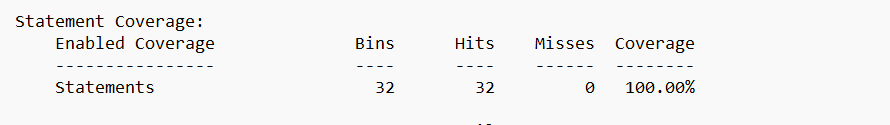 Statement Coverage:
Enabled Coverage Bins Hits Misses Coverage
---------------- ---- ---- ------ --------
Statements 32 32 0 100.00%